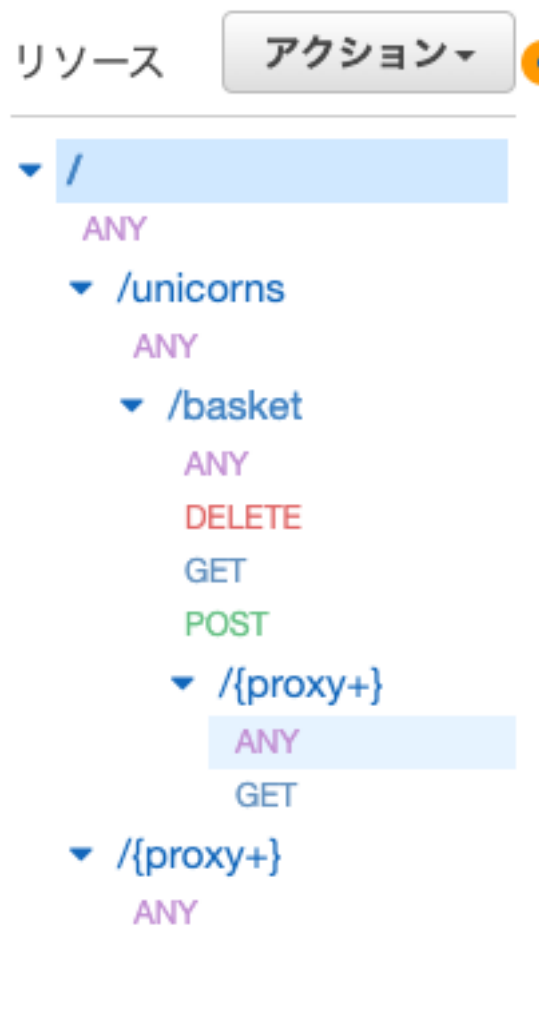 リソース アクション
/
ANY
/unicorns
ANY
/basket
ANY
DELETE
GET
POST
/{proxy+}
ANY
GET
/{proxy+}
ANY